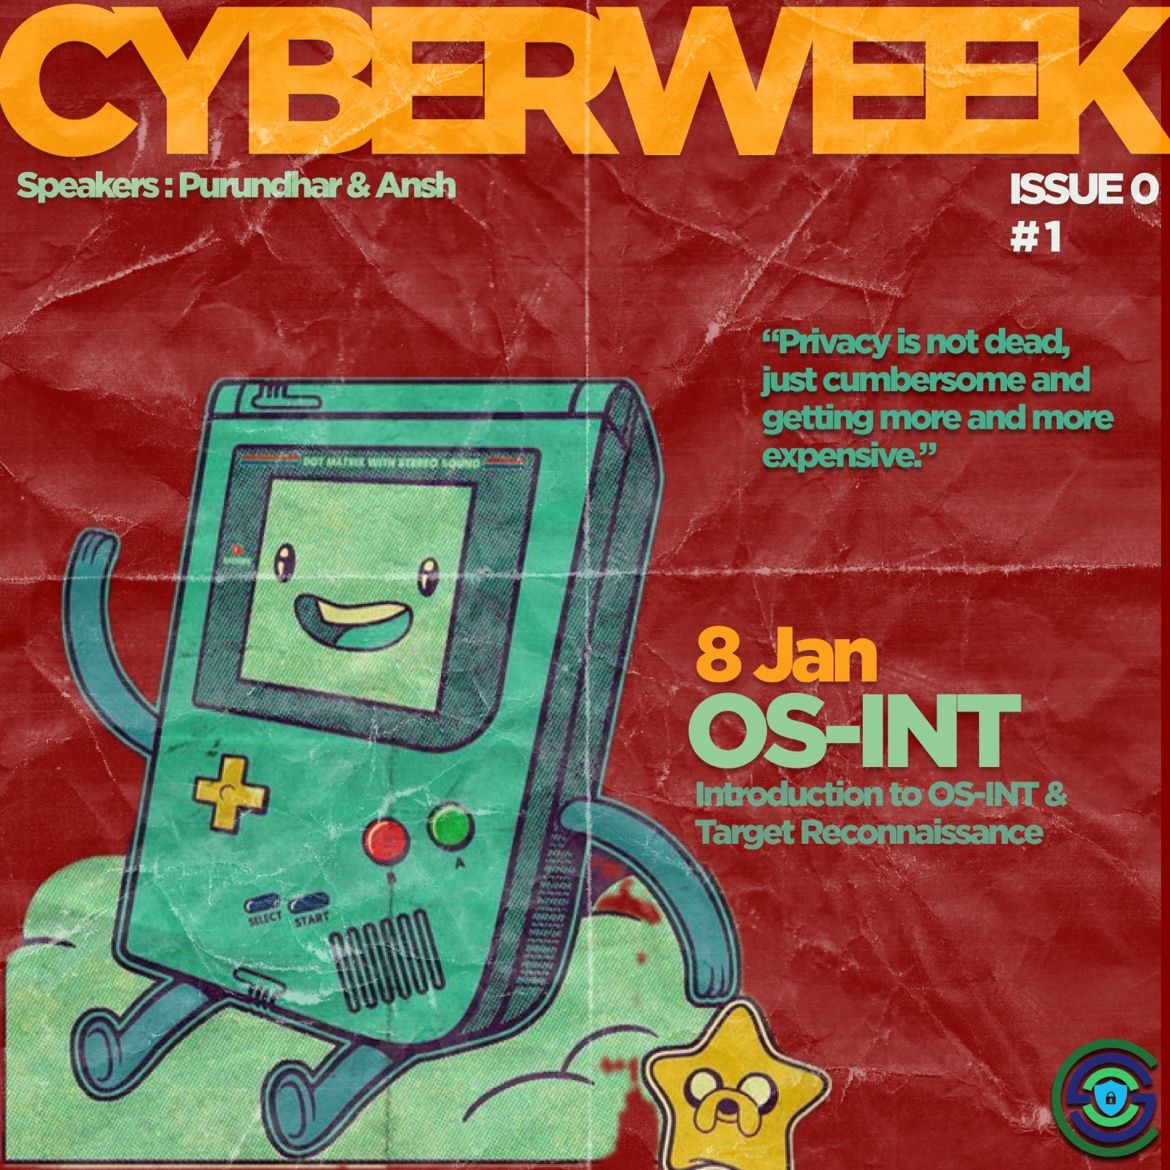 CYBERWEEK
Speakers : Purundhar & Ansh
ISSUE 0
#1
“Privacy is not dead,
just cumbersome and
getting more and more
expensive.”
DOT MATRIX WITH STEREO SOUND
8 Jan
OS-INT
Introduction to OS-INT &
Target Reconnaissance
B
A
SELECT
START